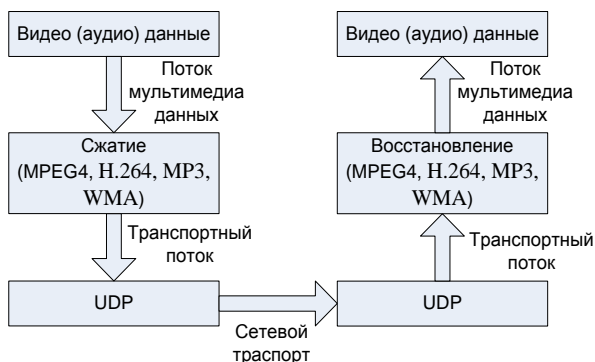 Видео (аудио) данные
Поток
мультимедиа
данных
Сжатие
(MPEG4, H.264, MP3,
WMA)
Транспортный
поток
UDP
Сетевой
траспорт
UDP
Транспортный
поток
Восстановление
(MPEG4, H.264, MP3,
WMA)
Поток
мультимедиа
данных
Видео (аудио) данные